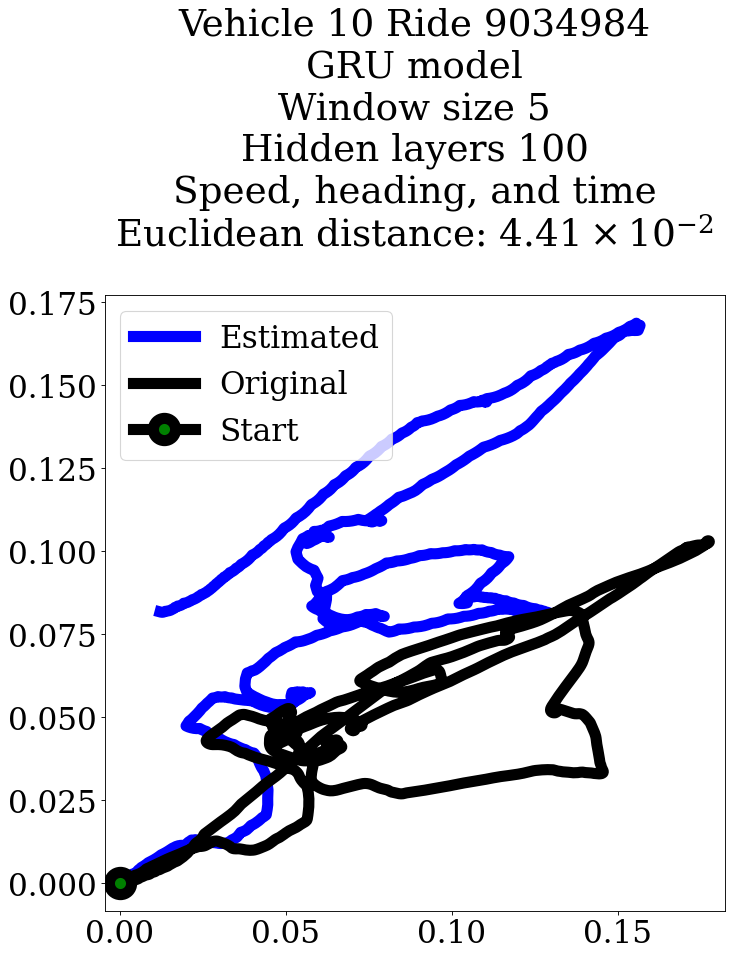 Vehicle 10 Ride 9034984
GRU model
Window size 5
Hidden layers 100
Speed, heading, and time
Euclidean distance: 4.41 × 10⁻²
Estimated
Original
Start
0.175
0.150
0.125
0.100
0.075
0.050
0.025
0.000
0.00 0.05 0.10 0.15